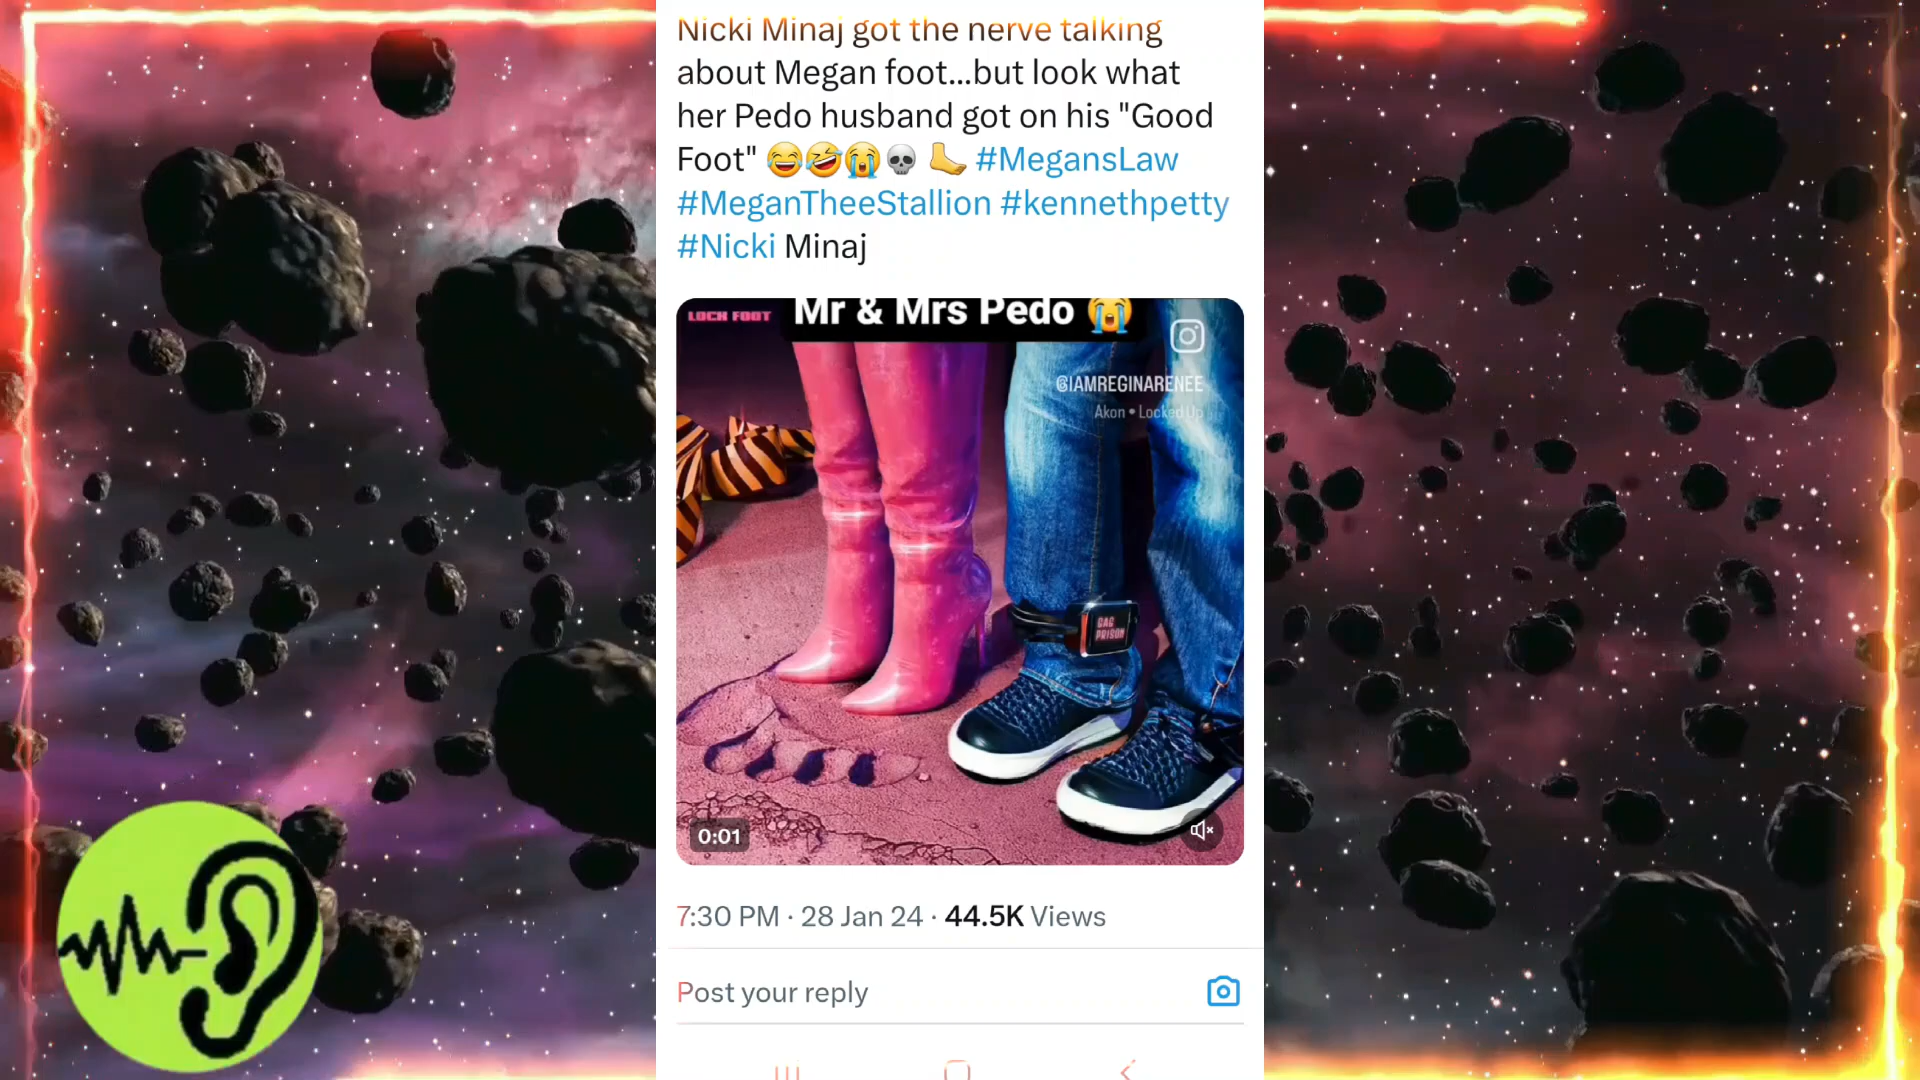 Nicki Minaj got the nerve talking
about Megan foot...but look what
her Pedo husband got on his "Good
Foot" 😂🤣😭💀 🦶 #MegansLaw
#MeganTheeStallion #kennethpetty
#Nicki Minaj
LOCK FOOT
Mr & Mrs Pedo 😭
@IAMREGINARENEE
Akon • Locked Up
GAG
PRISON
0:01
7:30 PM · 28 Jan 24 · 44.5K Views
Post your reply